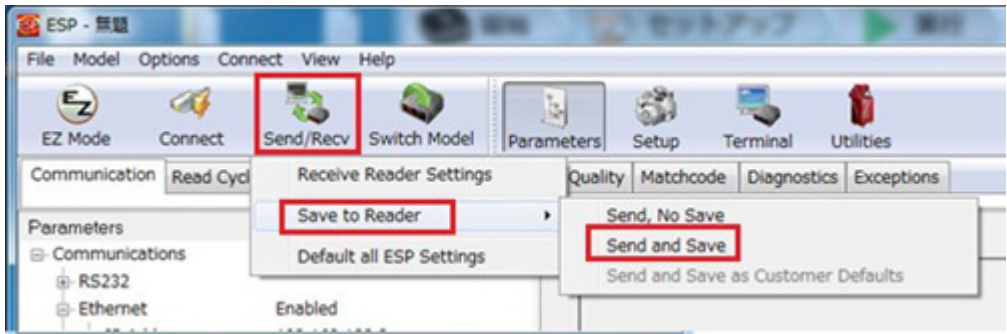 ESP - 無題
File Model Options Connect View Help
EZ Mode Connect Send/Recv Switch Model Parameters Setup Terminal Utilities
Communication Read Cycl Quality Matchcode Diagnostics Exceptions
Receive Reader Settings
Save to Reader
Default all ESP Settings
Send, No Save
Send and Save
Send and Save as Customer Defaults
Parameters
Communications
RS232
Ethernet Enabled